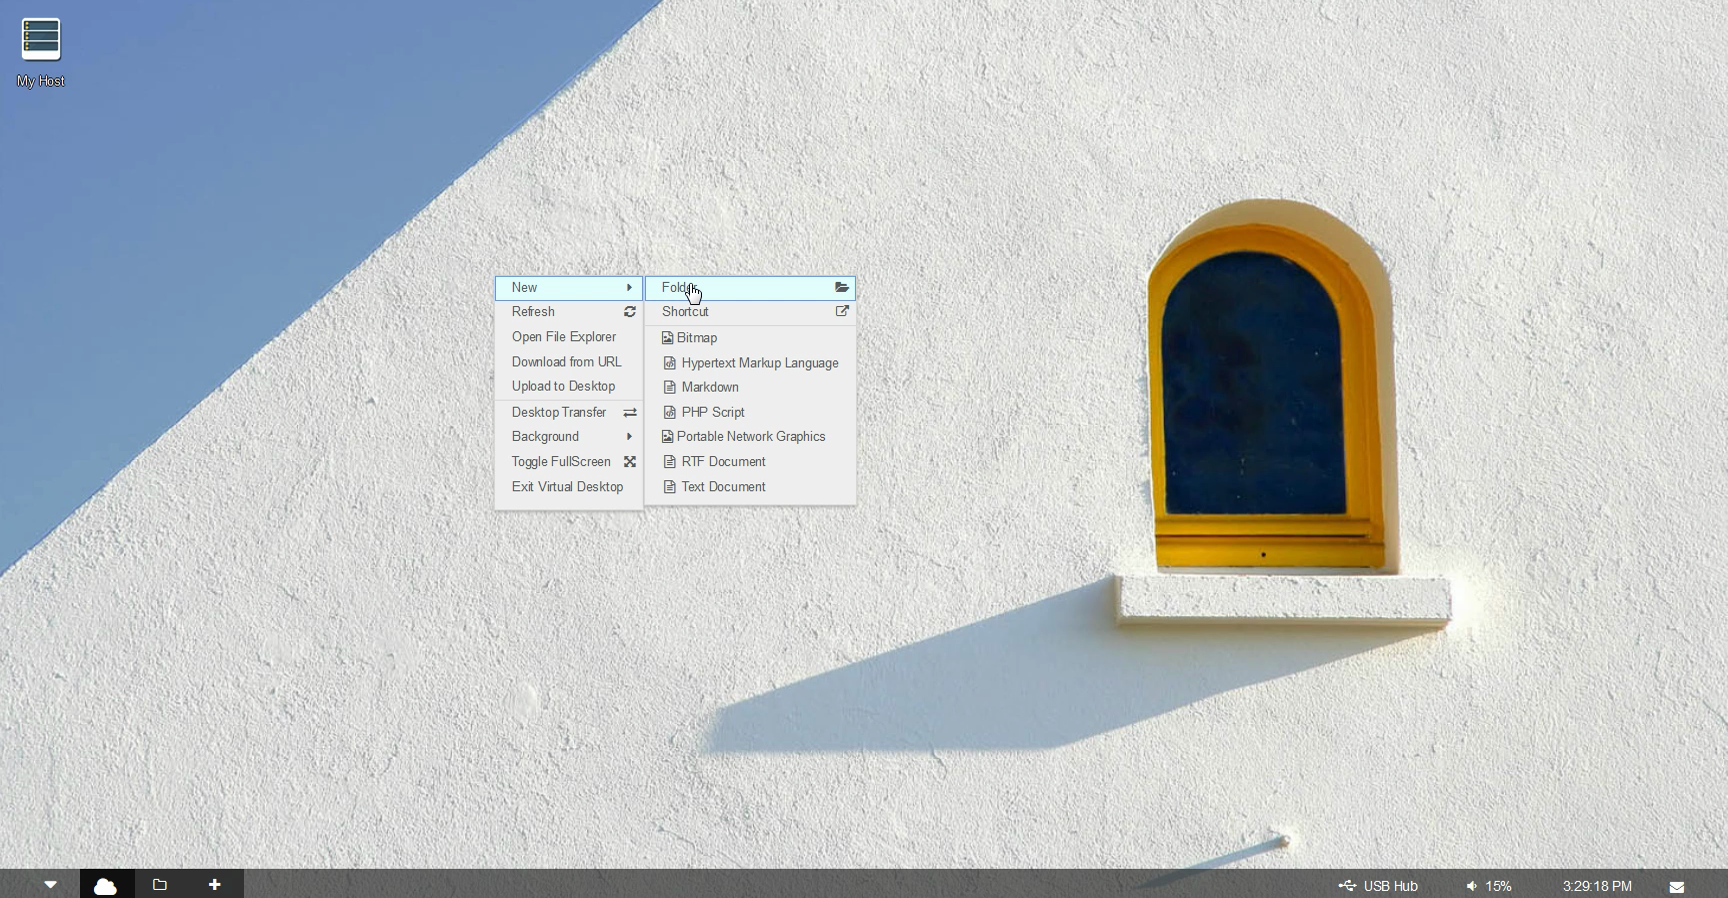 My Host
New
Refresh
Open File Explorer
Download from URL
Upload to Desktop
Desktop Transfer
Background
Toggle FullScreen
Exit Virtual Desktop
Folder
Shortcut
Bitmap
Hypertext Markup Language
Markdown
PHP Script
Portable Network Graphics
RTF Document
Text Document
USB Hub 15% 3:29:18 PM